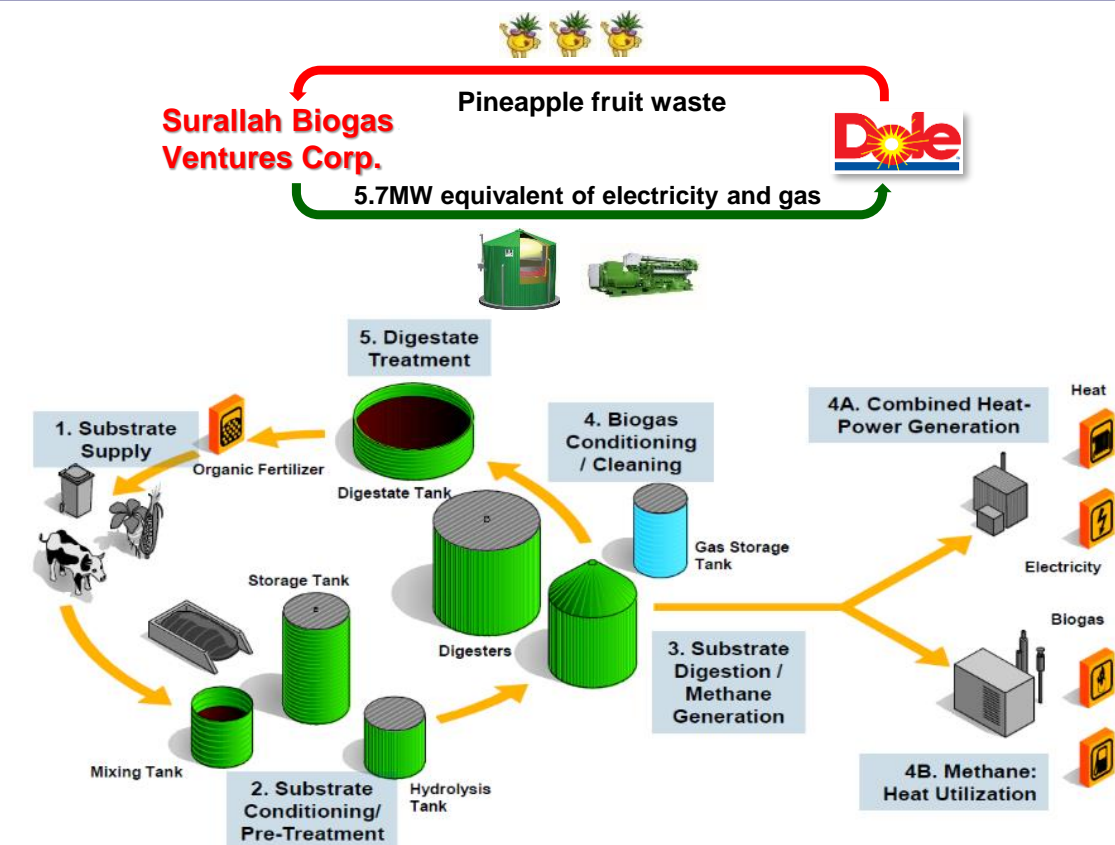 Pineapple fruit waste
Surallah Biogas
Ventures Corp.
Dole
5.7MW equivalent of electricity and gas
5. Digestate
Treatment
1. Substrate
Supply
Organic Fertilizer
Digestate Tank
4. Biogas
Conditioning
/ Cleaning
Gas Storage
Tank
4A. Combined Heat-
Power Generation
Heat
Electricity
Storage Tank
Digesters
3. Substrate
Digestion /
Methane
Generation
Biogas
Mixing Tank
2. Substrate
Conditioning/
Pre-Treatment
Hydrolysis
Tank
4B. Methane:
Heat Utilization